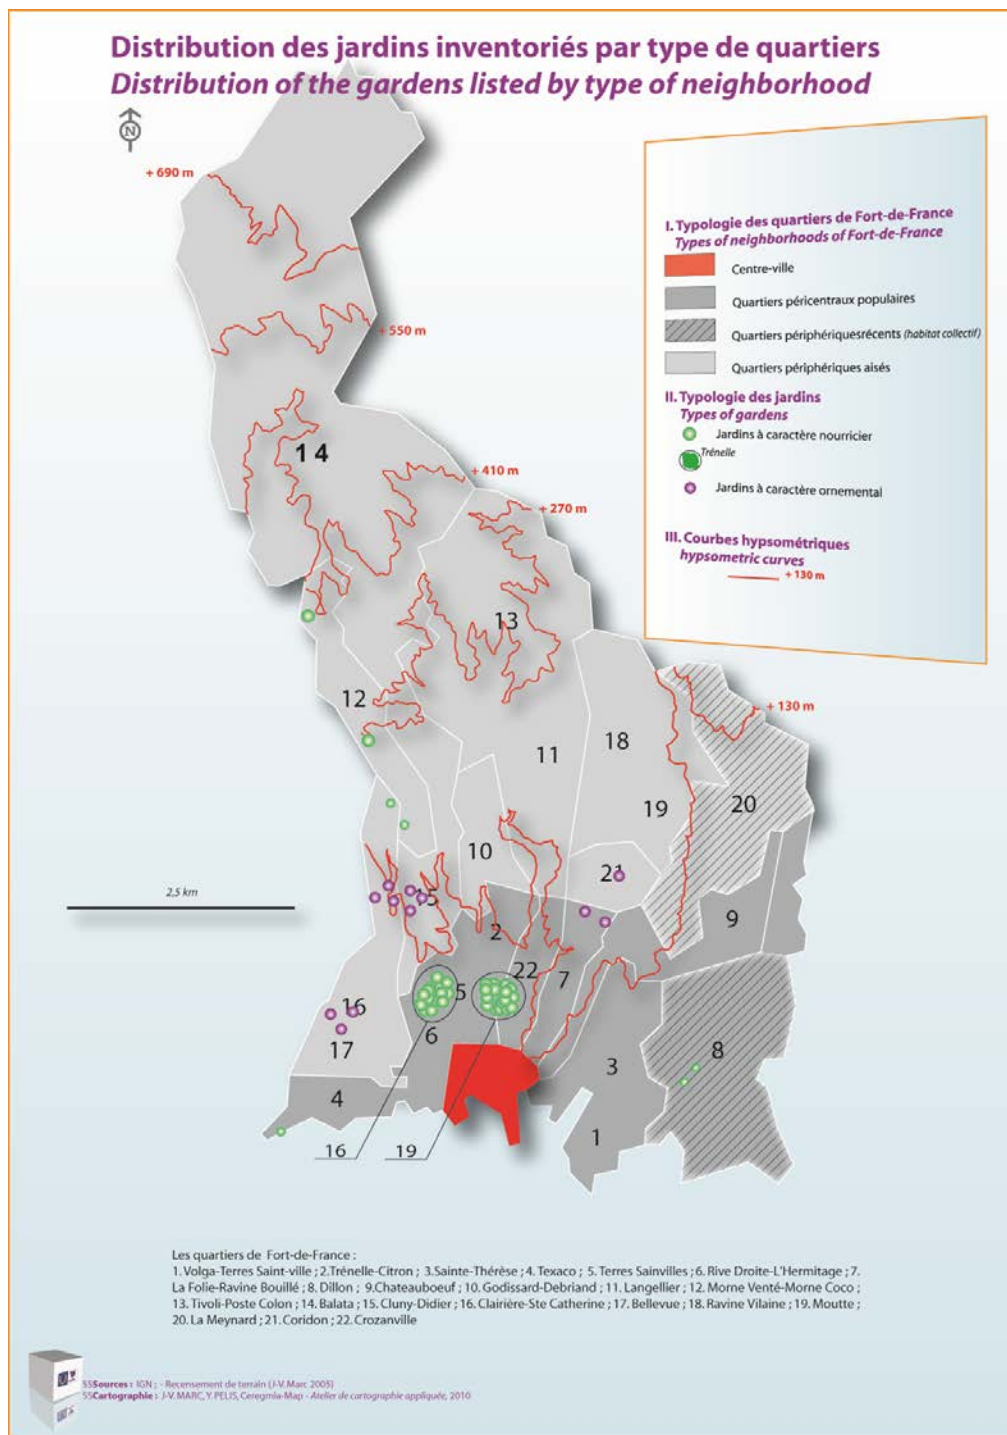 Distribution des jardins inventoriés par type de quartiers
Distribution of the gardens listed by type of neighborhood
N
+ 690 m
I. Typologie des quartiers de Fort-de-France
Types of neighborhoods of Fort-de-France
Centre-ville
Quartiers péricentraux populaires
Quartiers périphériquesrécents (habitat collectif)
Quartiers périphériques aisés
II. Typologie des jardins
Types of gardens
Jardins à caractère nourricier
Trénelle
Jardins à caractère ornemental
III. Courbes hypsométriques
hypsometric curves
+ 130 m
+ 550 m
14
+ 410 m
+ 270 m
13
12
+ 130 m
18
11
20
19
10
21
15
9
2
22
7
5
16
6
17
8
3
4
1
16
19
2,5 km
Les quartiers de Fort-de-France :
1. Volga-Terres Saint-ville ; 2.Trénelle-Citron ; 3.Sainte-Thérèse ; 4. Texaco ; 5. Terres Sainvilles ; 6. Rive Droite-L'Hermitage ; 7.
La Folie-Ravine Bouillé ; 8. Dillon ; 9.Chateauboeuf ; 10. Godissard-Debriand ; 11. Langellier ; 12. Morne Venté-Morne Coco ;
13. Tivoli-Poste Colon ; 14. Balata ; 15. Cluny-Didier ; 16. Clairière-Ste Catherine ; 17. Bellevue ; 18. Ravine Vilaine ; 19. Moutte ;
20. La Meynard ; 21. Coridon ; 22. Crozanville
55Sources : IGN ; - Recensement de terrain (J-V. Marc 2005)
55Cartographie : J-V. MARC, Y. PELIS, Ceregmia-Map - Atelier de cartographie appliquée, 2010